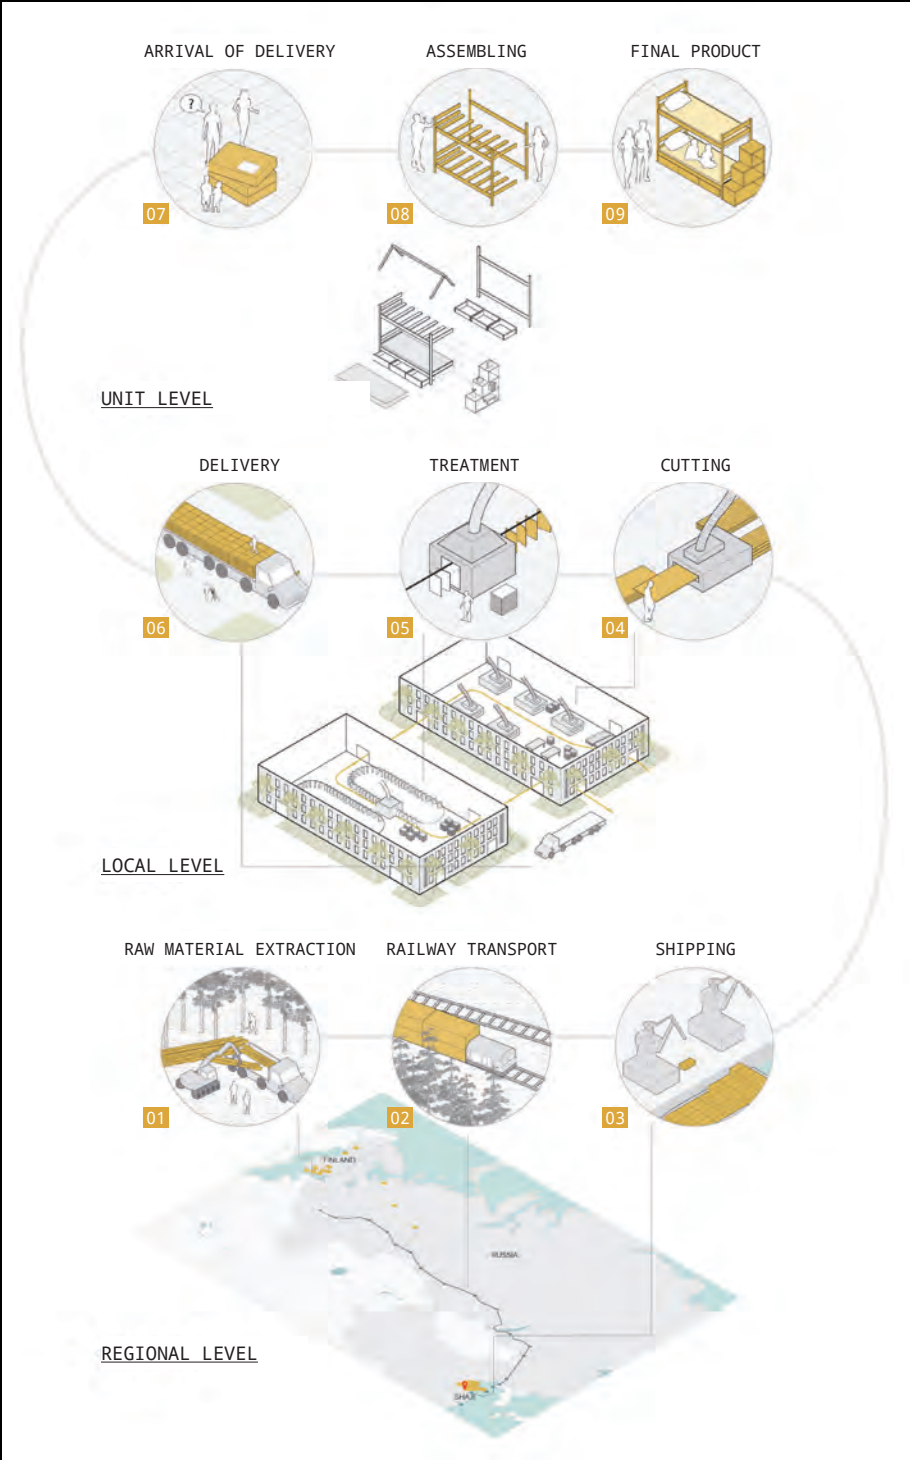 ARRIVAL OF DELIVERY
ASSEMBLING
FINAL PRODUCT
?
07
08
09
UNIT LEVEL
DELIVERY
TREATMENT
CUTTING
06
05
04
LOCAL LEVEL
RAW MATERIAL EXTRACTION
RAILWAY TRANSPORT
SHIPPING
01
02
03
FINLAND
RUSSIA
REGIONAL LEVEL
SHAJI